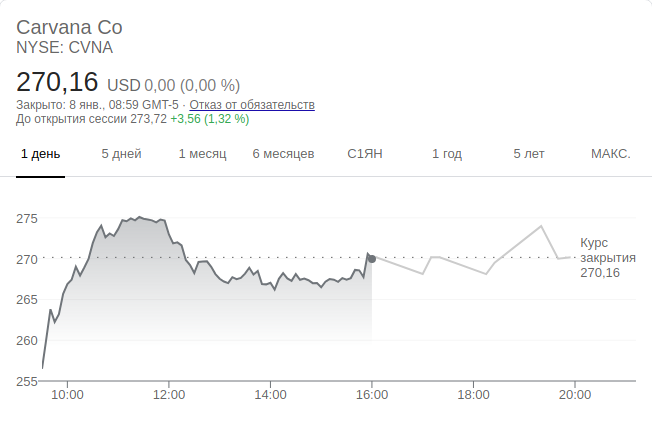 Carvana Co
NYSE: CVNA
270,16 USD 0,00 (0,00 %)
Закрыто: 8 янв., 08:59 GMT-5 · Отказ от обязательств
До открытия сессии 273,72 +3,56 (1,32 %)
1 день 5 дней 1 месяц 6 месяцев С1ЯН 1 год 5 лет МАКС.
275
270
265
260
255
Курс
закрытия
270,16
10:00 12:00 14:00 16:00 18:00 20:00